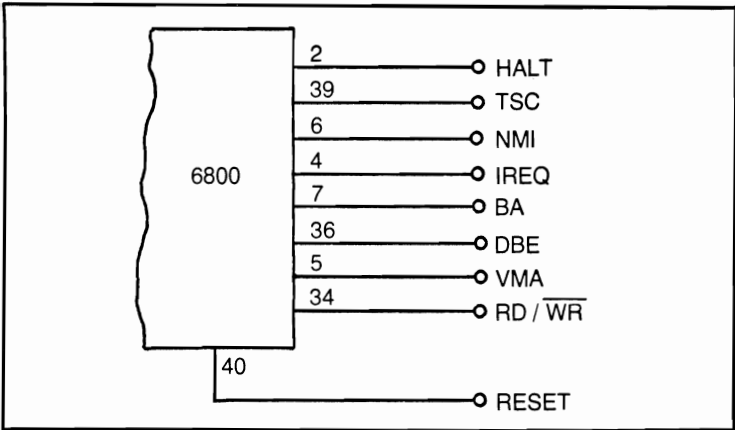 2 HALT
39 TSC
6 NMI
6800
4 IREQ
7 BA
36 DBE
5 VMA
34 RD / W̅R̅
40
RESET